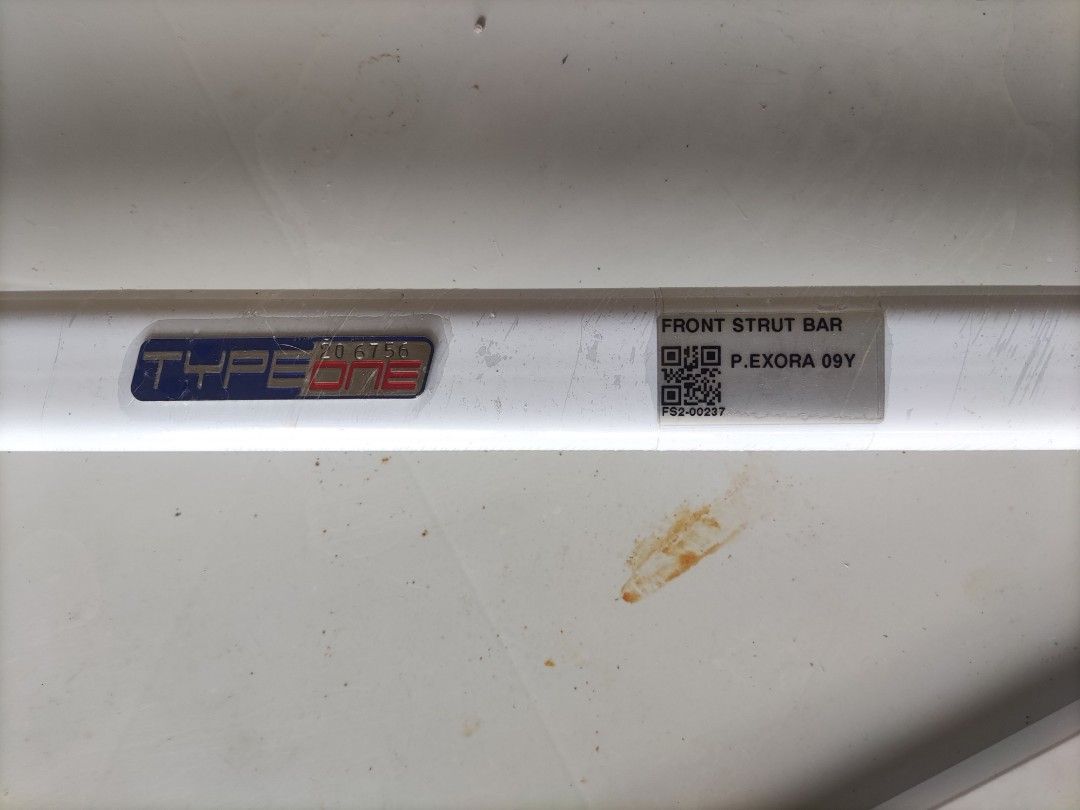 20 6756
TYPE ONE
FRONT STRUT BAR
P.EXORA 09Y
FS2-00237